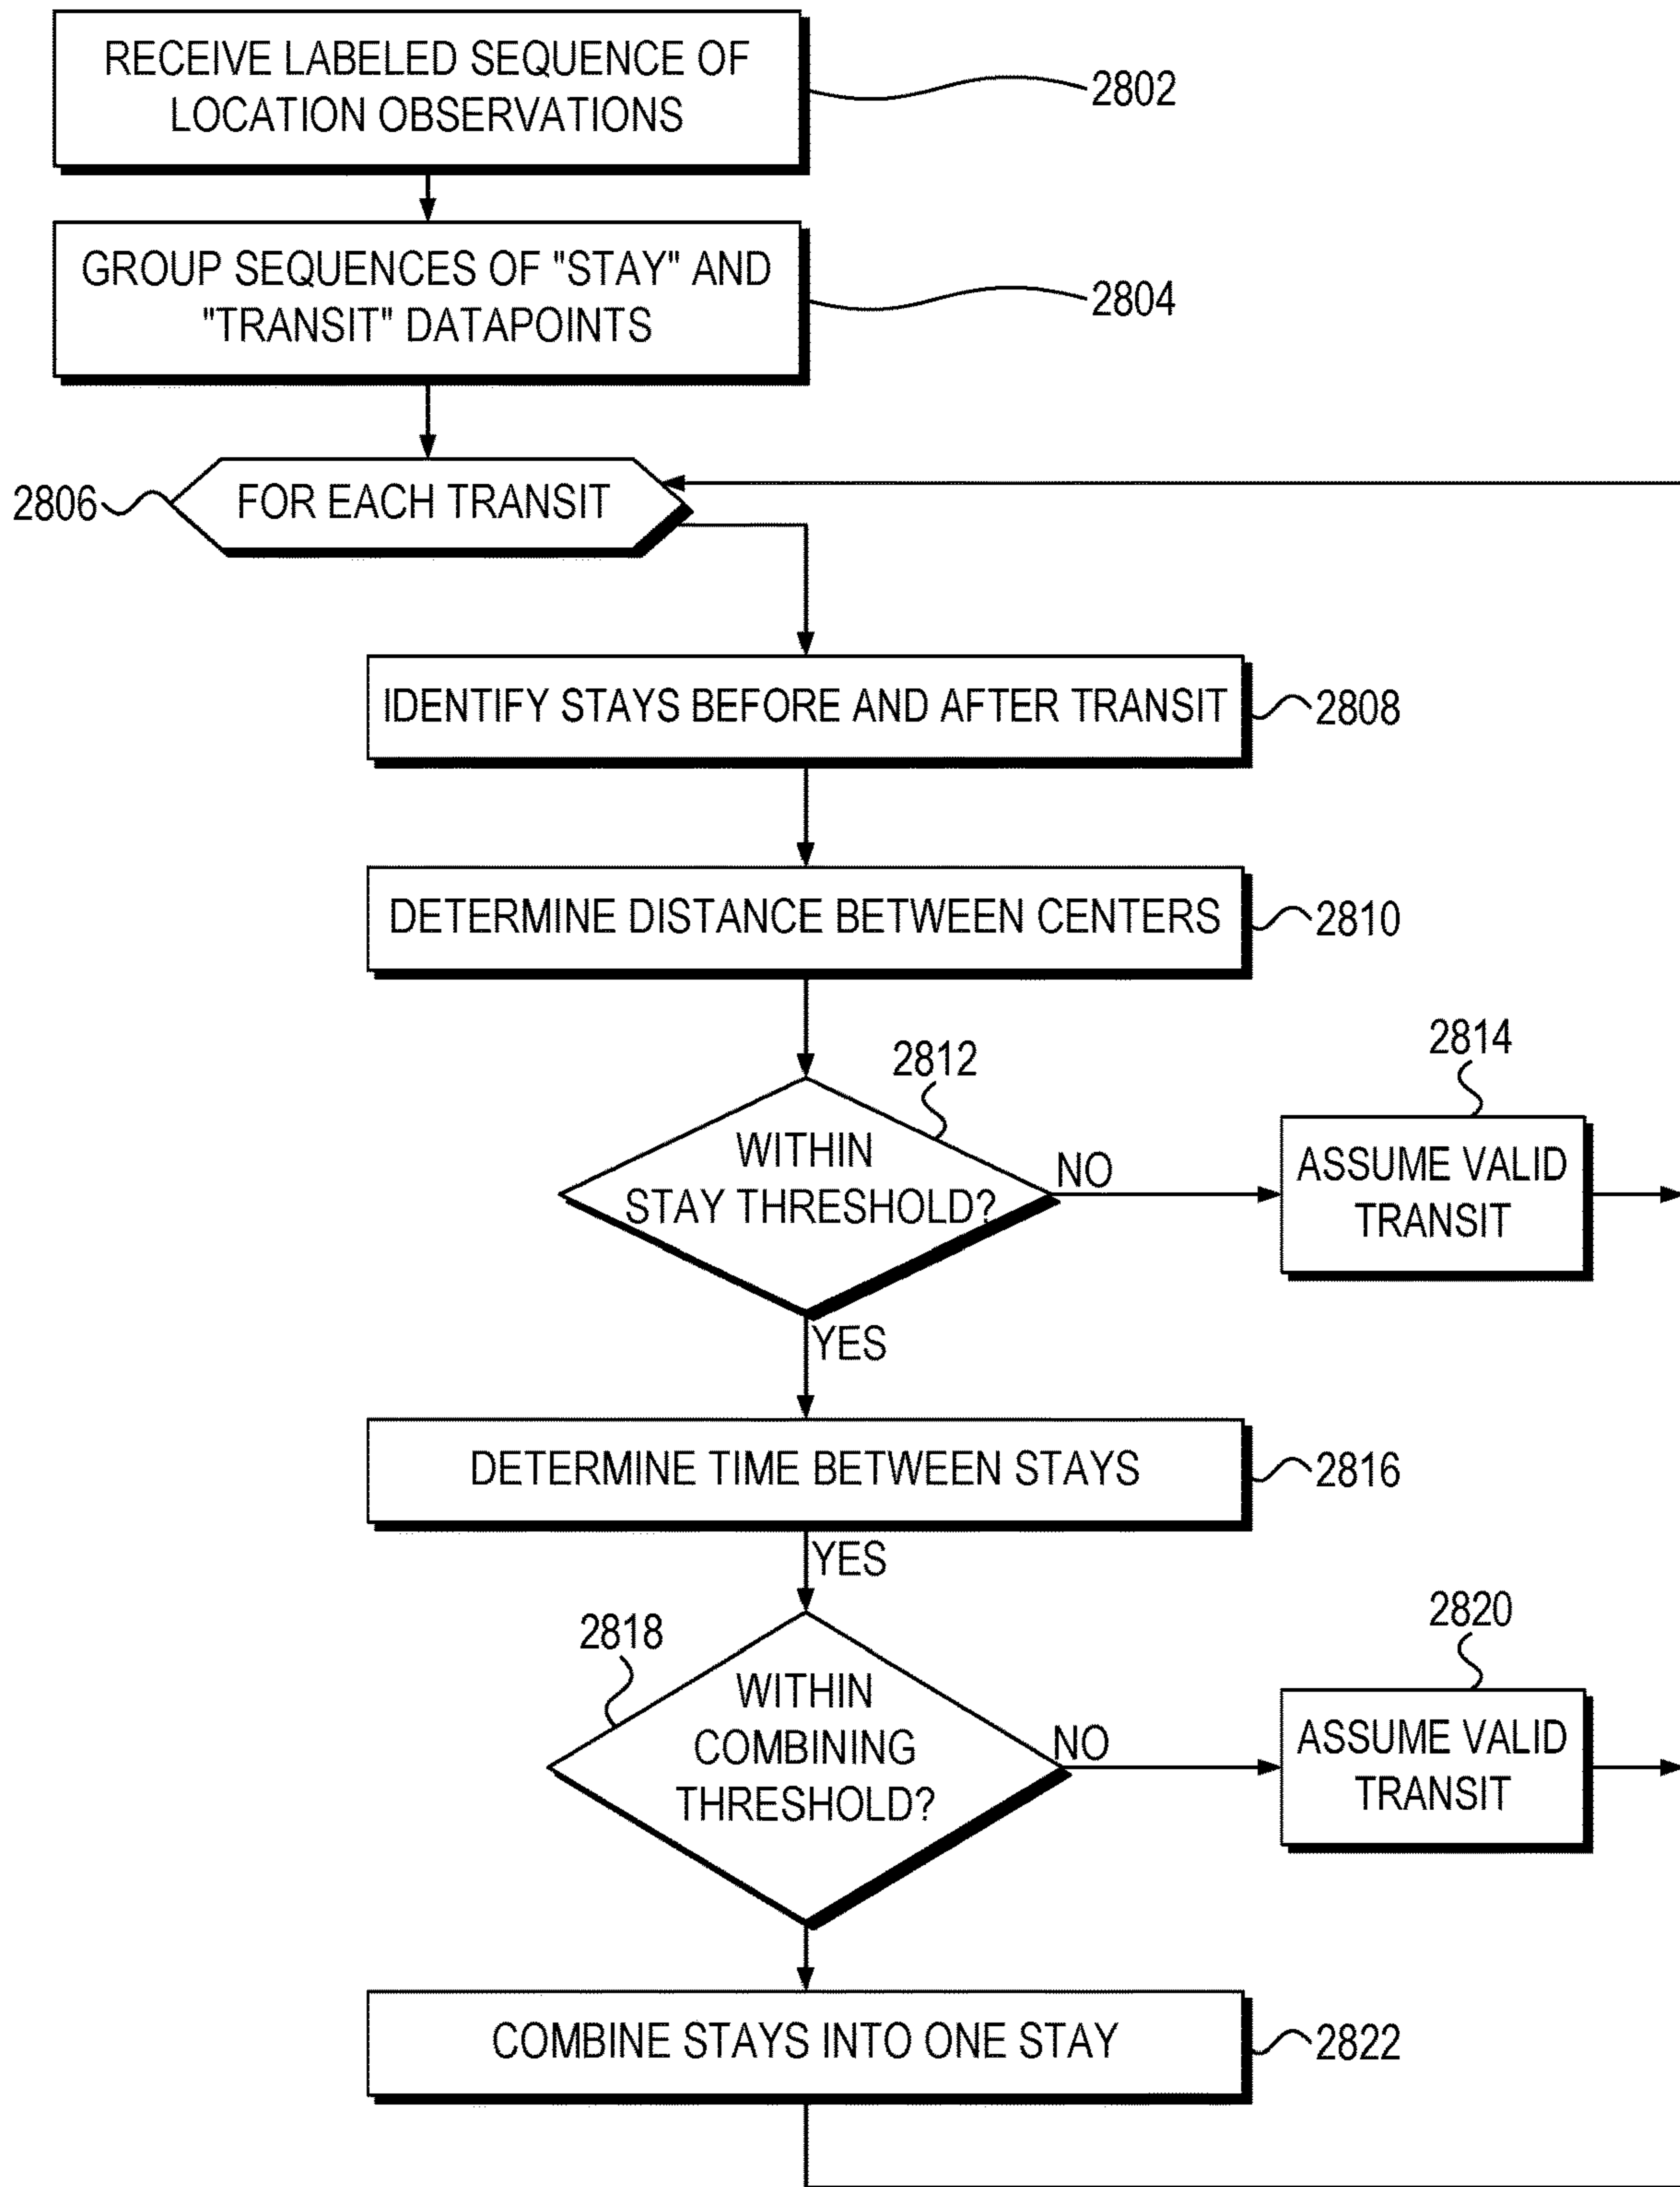 RECEIVE LABELED SEQUENCE OF
LOCATION OBSERVATIONS
2802
GROUP SEQUENCES OF "STAY" AND
"TRANSIT" DATAPOINTS
2804
2806
FOR EACH TRANSIT
IDENTIFY STAYS BEFORE AND AFTER TRANSIT
2808
DETERMINE DISTANCE BETWEEN CENTERS
2810
2812
WITHIN
STAY THRESHOLD?
NO
2814
ASSUME VALID
TRANSIT
YES
DETERMINE TIME BETWEEN STAYS
2816
YES
2818
WITHIN
COMBINING
THRESHOLD?
NO
2820
ASSUME VALID
TRANSIT
COMBINE STAYS INTO ONE STAY
2822